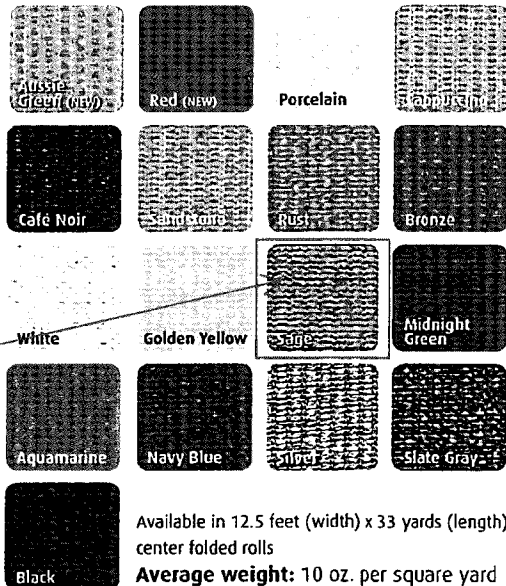 Aussie
Green (NEW)
Red (NEW)
Porcelain
Cappuccino
Café Noir
Sandstone
Rust
Bronze
White
Golden Yellow
Sage
Midnight
Green
Aquamarine
Navy Blue
Silver
Slate Gray
Black
Available in 12.5 feet (width) x 33 yards (length)
center folded rolls
Average weight: 10 oz. per square yard